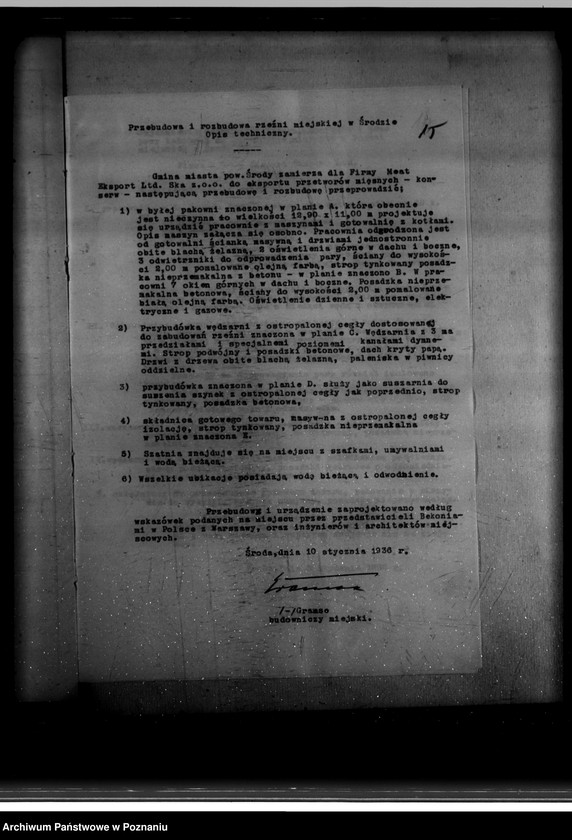 Przebudowa i rozbudowa rzeźni miejskiej w Środzie
Opis techniczny.
15
Gmina miasta pow.Środy zamierza dla Firmy Meat
Eksport Ltd. Ska z.o.o. do eksportu przetworów mięsnych - kon-
serw - następującą przebudowę i rozbudowę przeprowadzić;
1) w byłej pakowni znaczonej w planie A. która obecnie
jest nieczynna do wielkości 12,00 x 11,00 m projektuje
się urządzić pracownie z maszynami i gotowalnię z kotłami.
Opis maszyn załącza się osobno. Pracownia odgrodzona jest
od gotowalni ścianką masywną i drzwiami jednostronnie
obite blachą żelazną, 2 oświetlenia górne w dachu i boczne,
3 odwietrzniki do odprowadzenia pary, ściany do wysokoś-
ci 2,00 m pomalowane olejną farbą, strop tynkowany posadz-
ka nieprzemakalna z betonu - w planie znaczono B. W pra-
cowni 7 okien górnych w dachu i boczne. Posadzka nieprze-
makalna betonowa, ściany do wysokości 2,00 m pomalowane
białą olejną farbą. Oświetlenie dzienne i sztuczne, elek-
tryczne i gazowe.
2) Przybudówka wędzarni z ostropalonej cegły dostosowanej
do zabudowań rzeźni znaczona w planie C. Wędzarnia z 3 ma
przedziałami i specjalnemi poziomemi kanałami dymne-
mi. Strop podwójny i posadzki betonowe, dach kryty papą.
Drzwi z drzewa obite blachą żelazną, paleniska w piwnicy
oddzielne.
3) przybudówka znaczona w planie D. służy jako suszarnia do
suszenia szynek z ostropalonej cegły jak poprzednio, strop
tynkowany, posadzka betonowa.
4) składnica gotowego towaru, masyw-na z ostropalonej cegły
izolację, strop tynkowany, posadzka nieprzemakalna
w planie znaczona E.
5) Szatnia znajduje się na miejscu z szafkami, umywalniami
i wodą bieżącą.
6) Wszelkie ubikacje posiadają wodę bieżącą i odwodnienie.
Przebudowę i urządzenie zaprojektowano według
wskazówek podanych na miejscu przez przedstawicieli Bekonia-
mi w Polsce z Warszawy, oraz inżynierów i architektów miej-
scowych.
Środa,dnia 10 stycznia 1936 r.
/-/Gramse
budowniczy miejski.
Archiwum Państwowe w Poznaniu